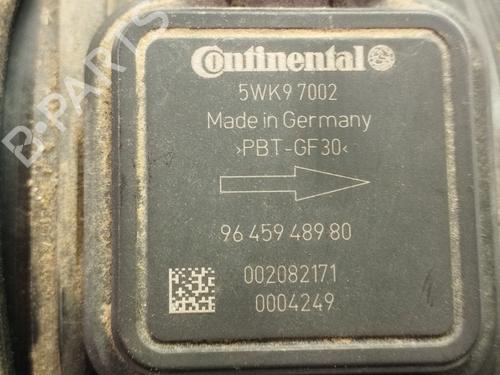 B-PARTS
Continental
5WK9 7002
Made in Germany
>PBT-GF30<
96 459 489 80
002082171
0004249